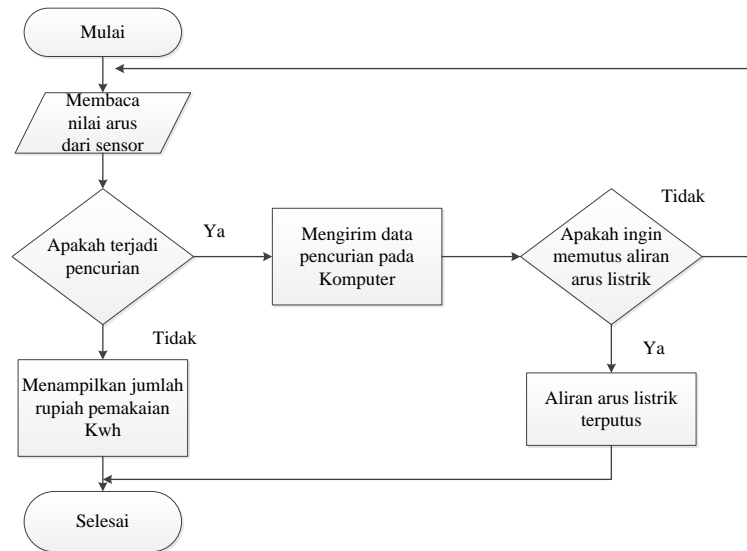 Mulai
Membaca
nilai arus
dari sensor
Apakah terjadi
pencurian
Ya
Mengirim data
pencurian pada
Komputer
Apakah ingin
memutus aliran
arus listrik
Tidak
Tidak
Ya
Menampilkan jumlah
rupiah pemakaian
Kwh
Aliran arus listrik
terputus
Selesai